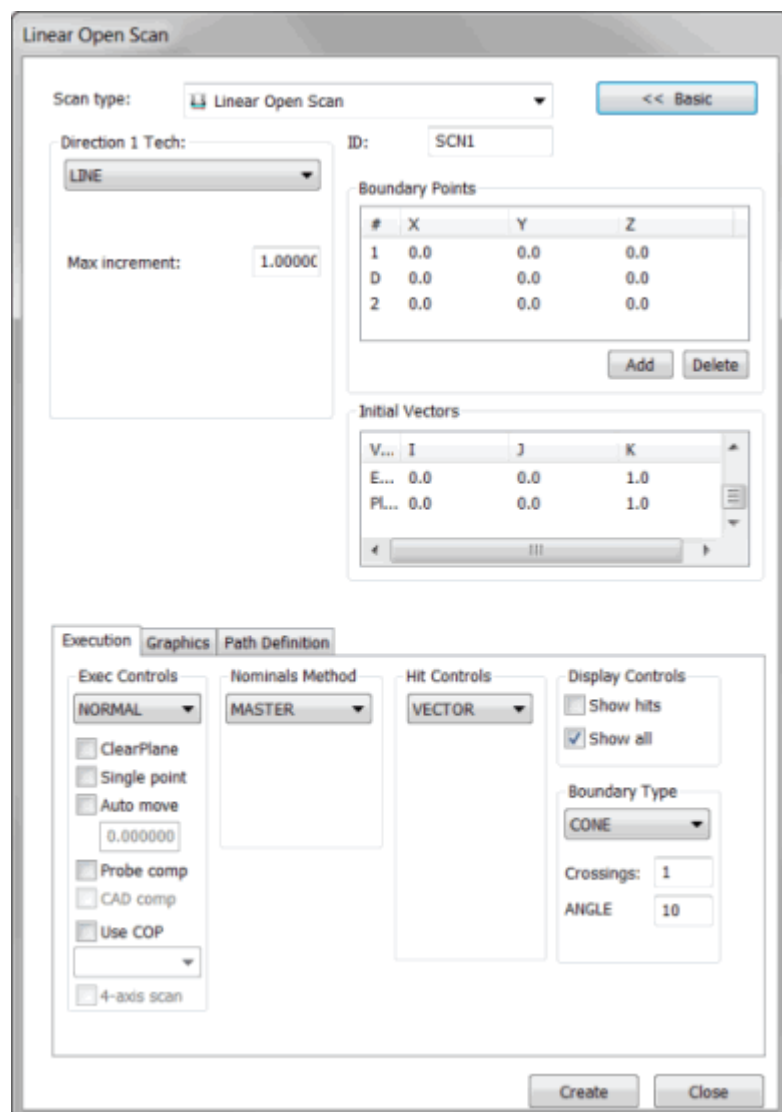 Linear Open Scan
Scan type: Linear Open Scan << Basic
Direction 1 Tech:
LINE
Max increment: 1.00000
ID: SCN1
Boundary Points
# X Y Z
1 0.0 0.0 0.0
D 0.0 0.0 0.0
2 0.0 0.0 0.0
Add Delete
Initial Vectors
V... I J K
E... 0.0 0.0 1.0
Pl... 0.0 0.0 1.0
Execution Graphics Path Definition
Exec Controls
NORMAL
ClearPlane
Single point
Auto move
0.000000
Probe comp
CAD comp
Use COP
4-axis scan
Nominals Method
MASTER
Hit Controls
VECTOR
Display Controls
Show hits
Show all
Boundary Type
CONE
Crossings: 1
ANGLE 10
Create Close